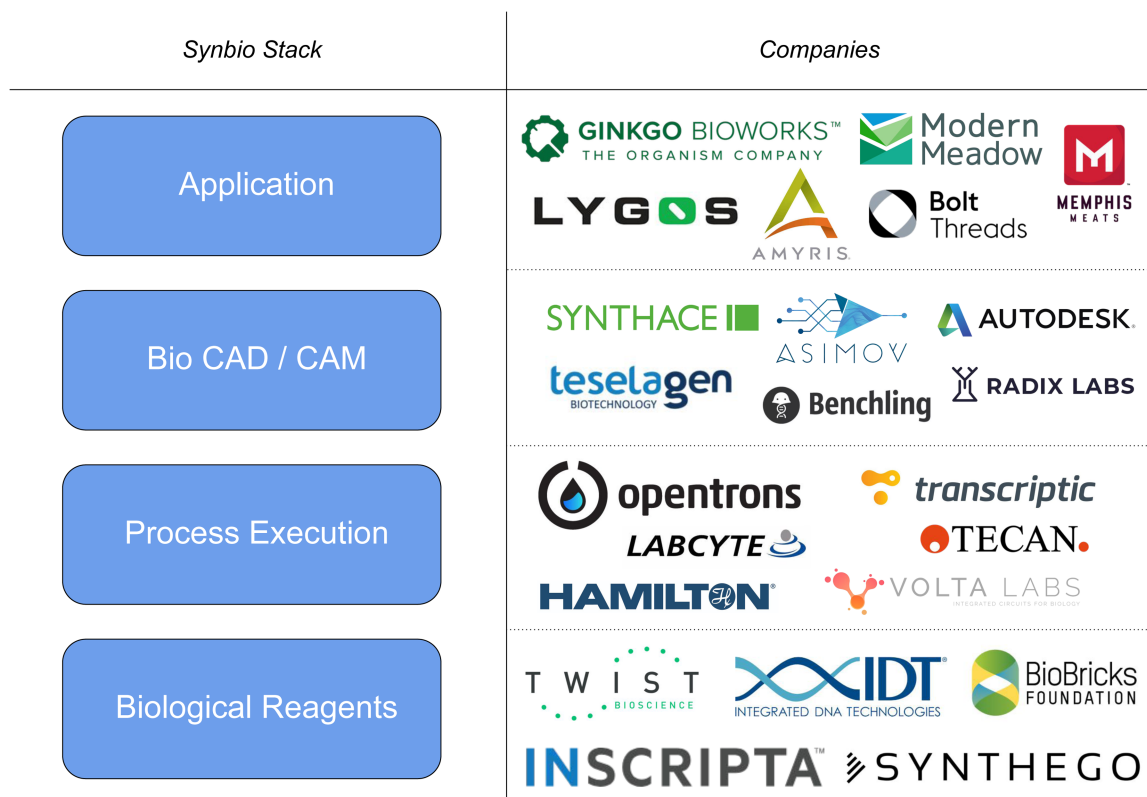 Synbio Stack
Companies
Application
GINKGO BIOWORKS™
THE ORGANISM COMPANY
Modern
Meadow
M
MEMPHIS
MEATS
LYGOS
AMYRIS
Bolt
Threads
Bio CAD / CAM
SYNTHACE
ASIMOV
AUTODESK
teselagen
BIOTECHNOLOGY
Benchling
RADIX LABS
Process Execution
opentrons
transcriptic
LABCYTE
TECAN.
HAMILTON®
VOLTA LABS
INTEGRATED CIRCUITS FOR BIOLOGY
Biological Reagents
TWIST
BIOSCIENCE
IDT®
INTEGRATED DNA TECHNOLOGIES
BioBricks
FOUNDATION
INSCRIPTA™
SYNTHEGO